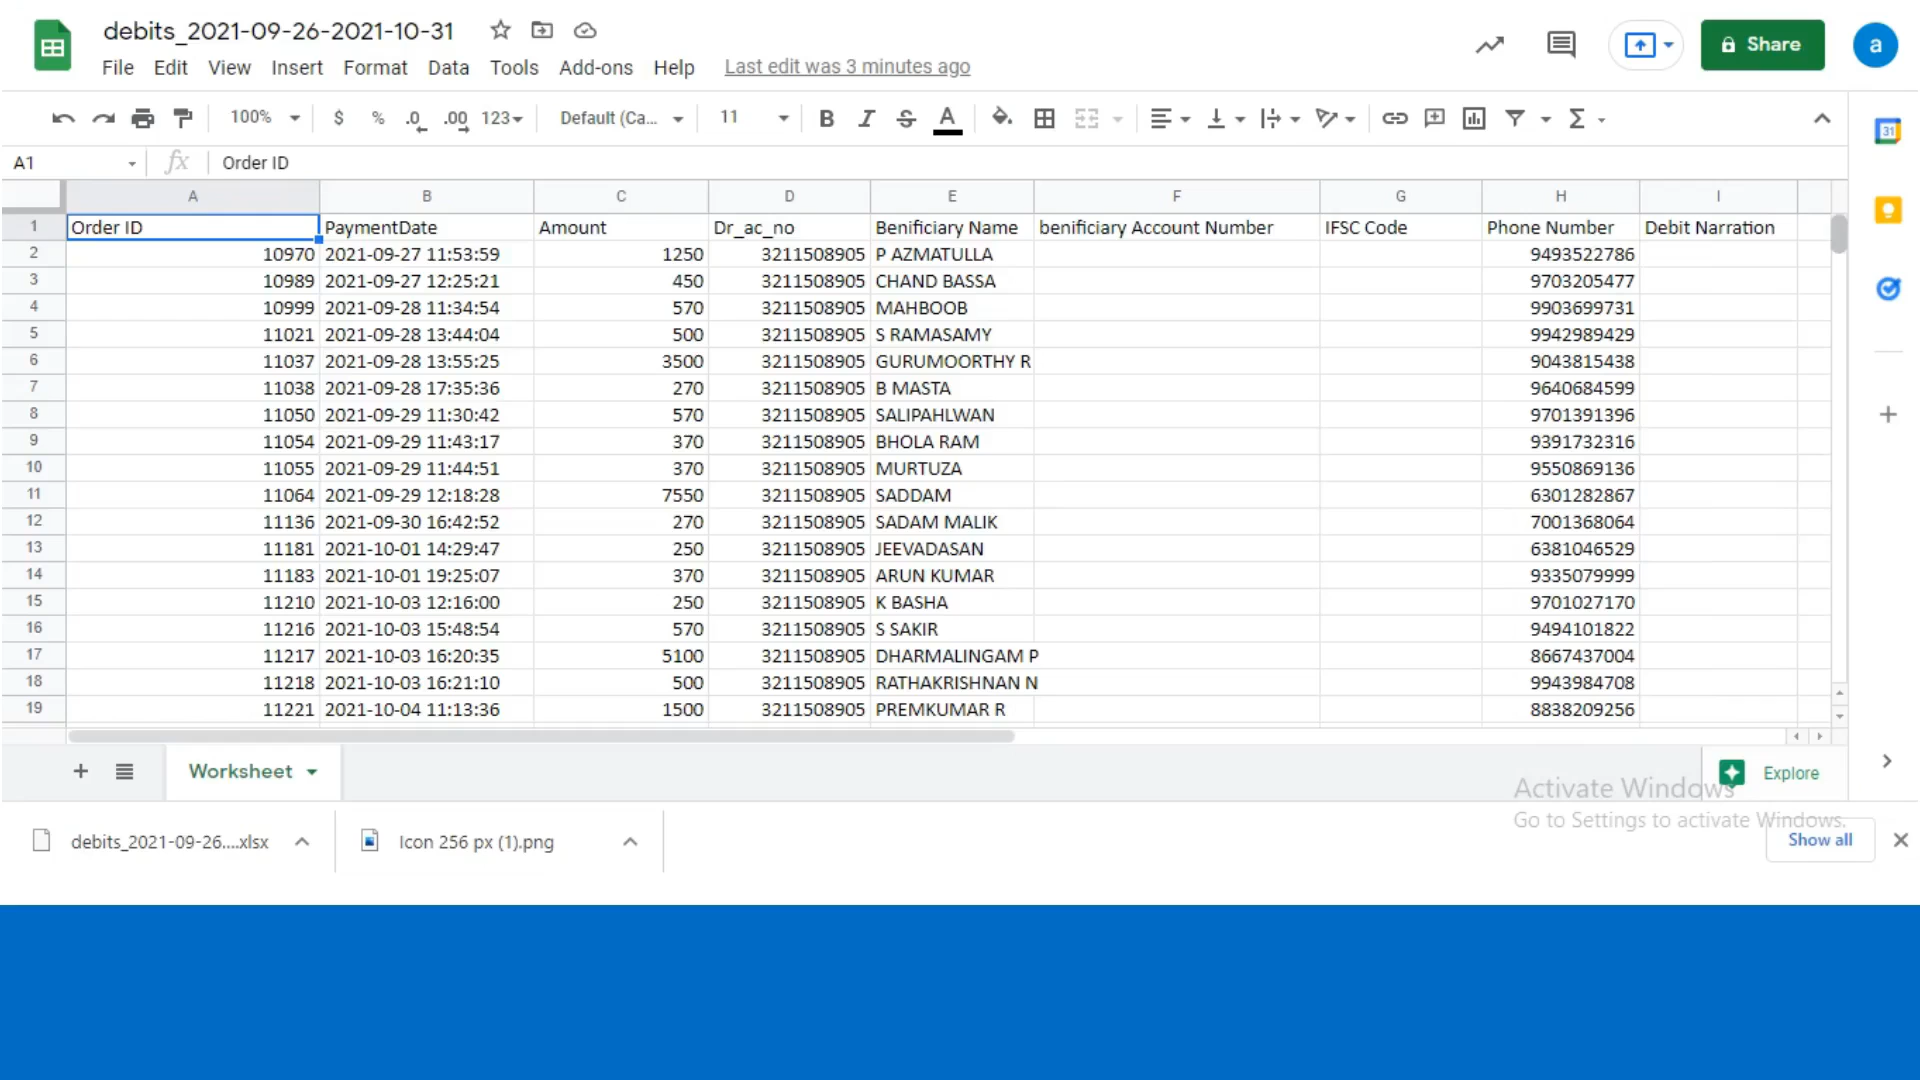 debits_2021-09-26-2021-10-31
File Edit View Insert Format Data Tools Add-ons Help Last edit was 3 minutes ago
Share
a
100% $ % .0 .00 123 Default (Ca... 11 B I S A Σ
31
A1 fx Order ID
A B C D E F G H I
1 Order ID PaymentDate Amount Dr_ac_no Benificiary Name benificiary Account Number IFSC Code Phone Number Debit Narration
2 10970 2021-09-27 11:53:59 1250 3211508905 P AZMATULLA 9493522786
3 10989 2021-09-27 12:25:21 450 3211508905 CHAND BASSA 9703205477
4 10999 2021-09-28 11:34:54 570 3211508905 MAHBOOB 9903699731
5 11021 2021-09-28 13:44:04 500 3211508905 S RAMASAMY 9942989429
6 11037 2021-09-28 13:55:25 3500 3211508905 GURUMOORTHY R 9043815438
7 11038 2021-09-28 17:35:36 270 3211508905 B MASTA 9640684599
8 11050 2021-09-29 11:30:42 570 3211508905 SALIPAHLWAN 9701391396
9 11054 2021-09-29 11:43:17 370 3211508905 BHOLA RAM 9391732316
10 11055 2021-09-29 11:44:51 370 3211508905 MURTUZA 9550869136
11 11064 2021-09-29 12:18:28 7550 3211508905 SADDAM 6301282867
12 11136 2021-09-30 16:42:52 270 3211508905 SADAM MALIK 7001368064
13 11181 2021-10-01 14:29:47 250 3211508905 JEEVADASAN 6381046529
14 11183 2021-10-01 19:25:07 370 3211508905 ARUN KUMAR 9335079999
15 11210 2021-10-03 12:16:00 250 3211508905 K BASHA 9701027170
16 11216 2021-10-03 15:48:54 570 3211508905 S SAKIR 9494101822
17 11217 2021-10-03 16:20:35 5100 3211508905 DHARMALINGAM P 8667437004
18 11218 2021-10-03 16:21:10 500 3211508905 RATHAKRISHNAN N 9943984708
19 11221 2021-10-04 11:13:36 1500 3211508905 PREMKUMAR R 8838209256
Worksheet
Explore
Activate Windows
Go to Settings to activate Windows.
debits_2021-09-26....xlsx
Icon 256 px (1).png
Show all